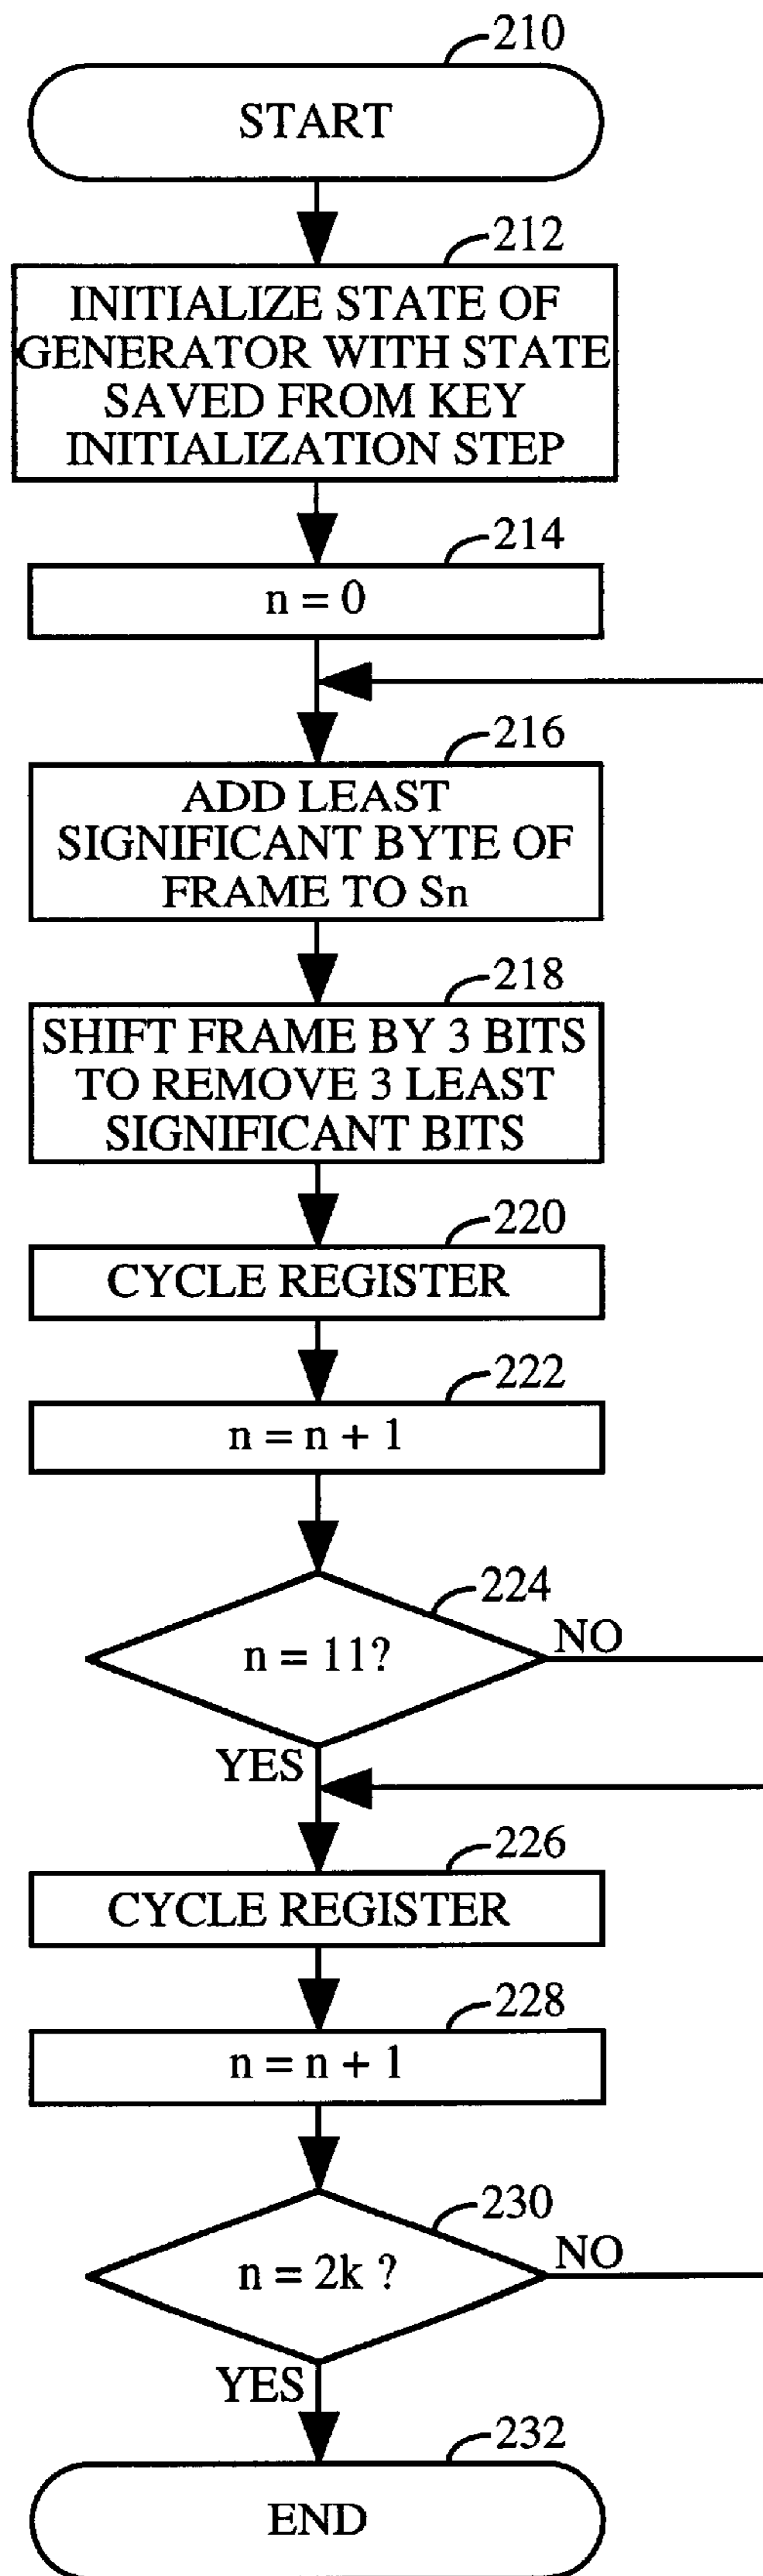 210
START
212
INITIALIZE STATE OF
GENERATOR WITH STATE
SAVED FROM KEY
INITIALIZATION STEP
214
n = 0
216
ADD LEAST
SIGNIFICANT BYTE OF
FRAME TO Sn
218
SHIFT FRAME BY 3 BITS
TO REMOVE 3 LEAST
SIGNIFICANT BITS
220
CYCLE REGISTER
222
n = n + 1
224
n = 11?
NO
YES
226
CYCLE REGISTER
228
n = n + 1
230
n = 2k ?
NO
YES
232
END